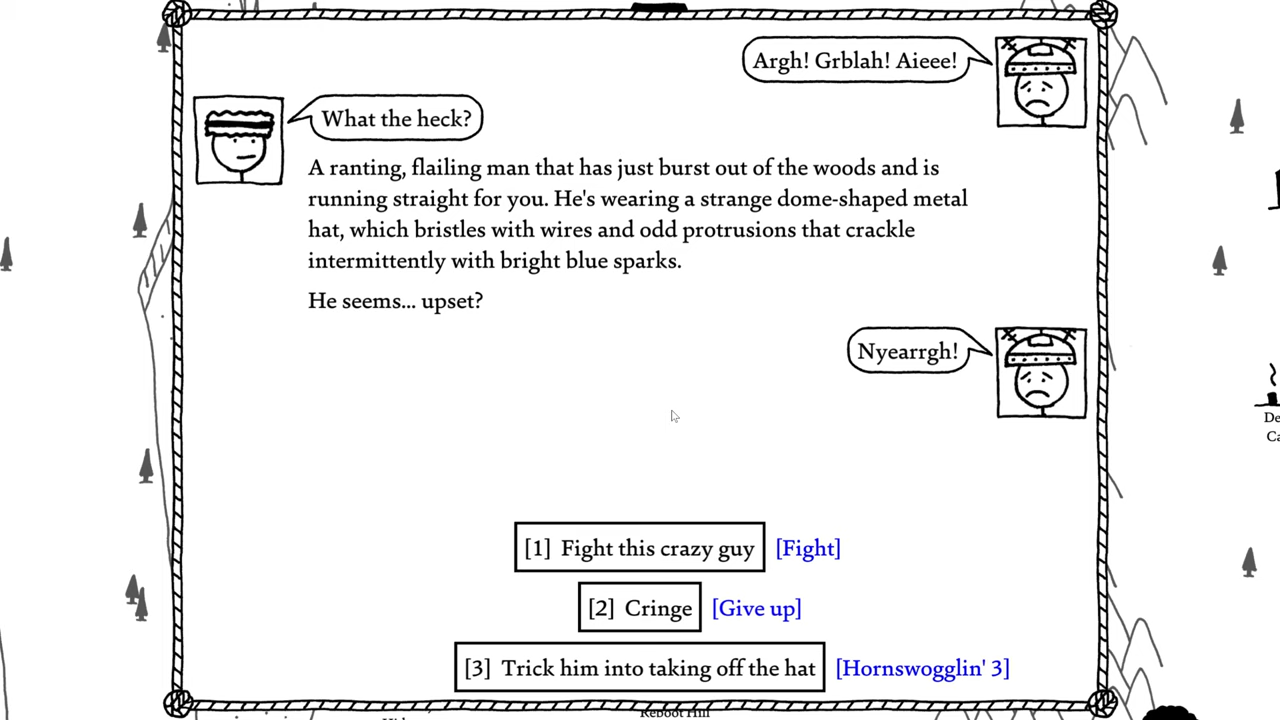 Argh! Grblah! Aieee!
What the heck?
A ranting, flailing man that has just burst out of the woods and is
running straight for you. He's wearing a strange dome-shaped metal
hat, which bristles with wires and odd protrusions that crackle
intermittently with bright blue sparks.
He seems... upset?
Nyearrgh!
De
Ca
[1] Fight this crazy guy [Fight]
[2] Cringe [Give up]
[3] Trick him into taking off the hat [Hornswogglin' 3]
Reboot Hill